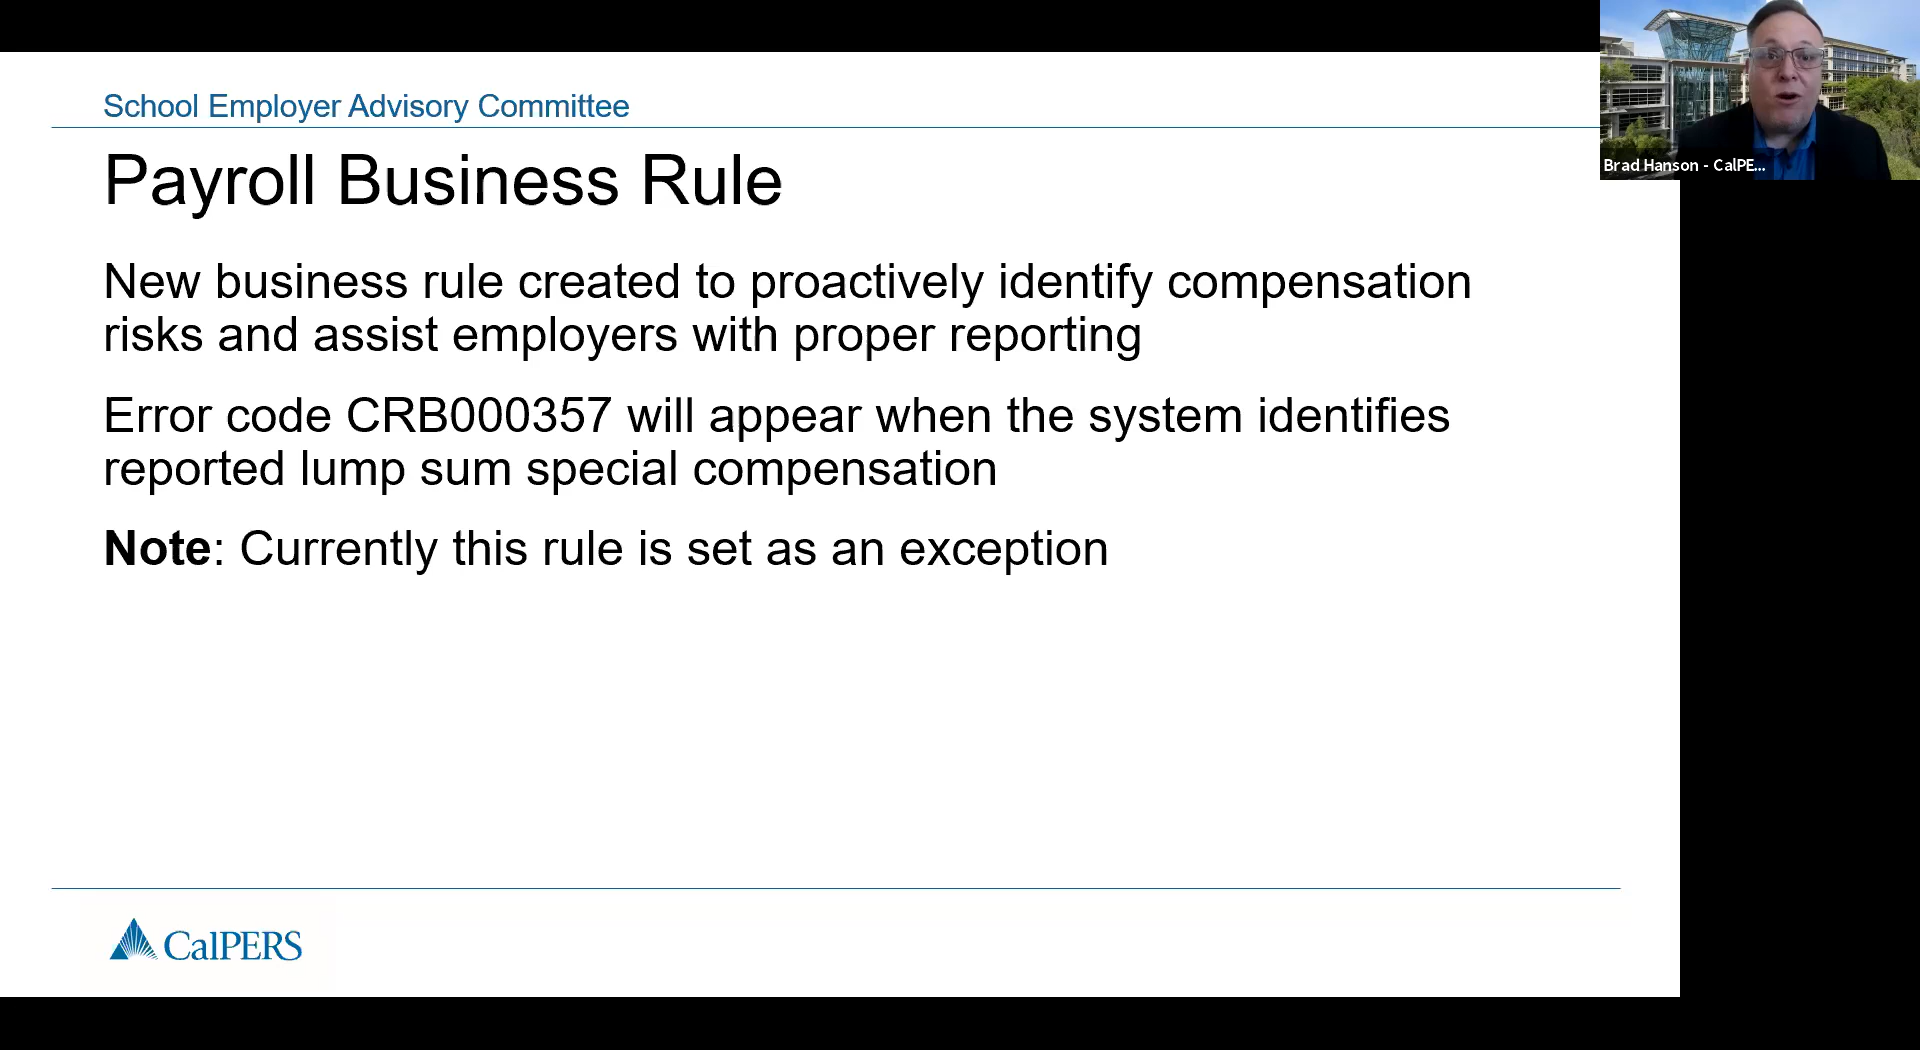 School Employer Advisory Committee
Payroll Business Rule
New business rule created to proactively identify compensation
risks and assist employers with proper reporting
Error code CRB000357 will appear when the system identifies
reported lump sum special compensation
Note: Currently this rule is set as an exception
CalPERS
Brad Hanson - CalPE...